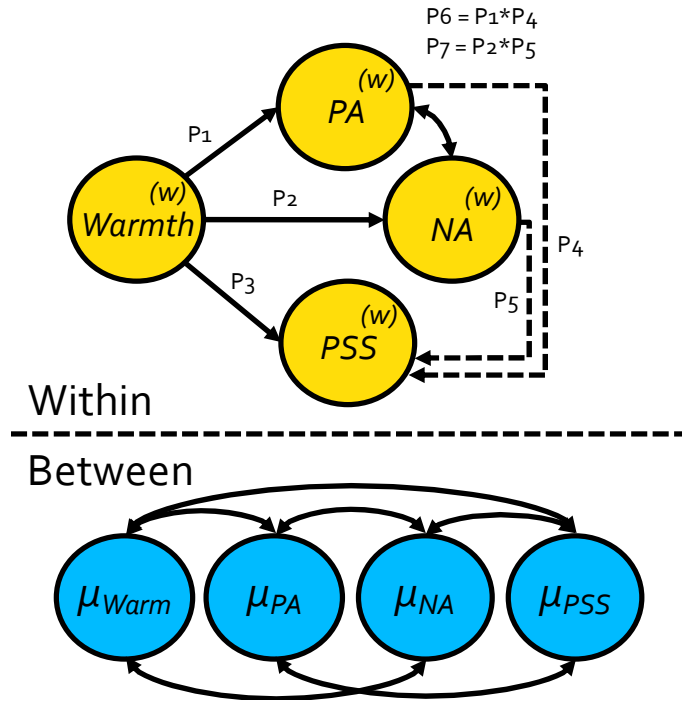 P6 = P1*P4
P7 = P2*P5
(w)
PA
P1
(w)
Warmth
P2
(w)
NA
P4
P3
P5
(w)
PSS
Within
Between
μWarm
μPA
μNA
μPSS